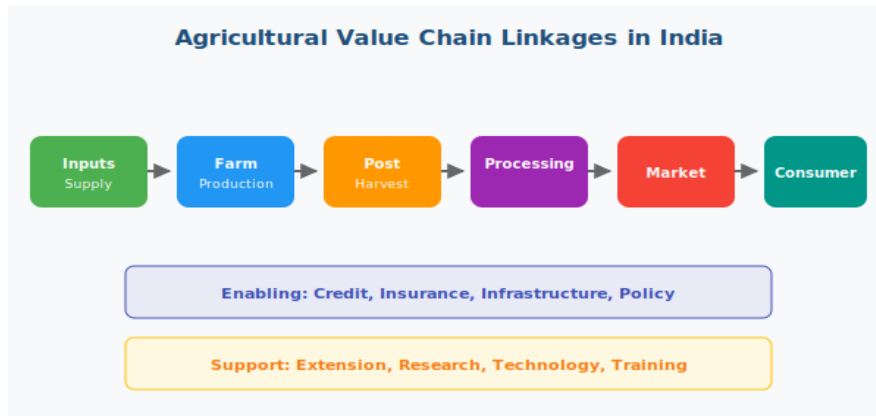 Agricultural Value Chain Linkages in India
Inputs
Supply
Farm
Production
Post
Harvest
Processing
Market
Consumer
Enabling: Credit, Insurance, Infrastructure, Policy
Support: Extension, Research, Technology, Training